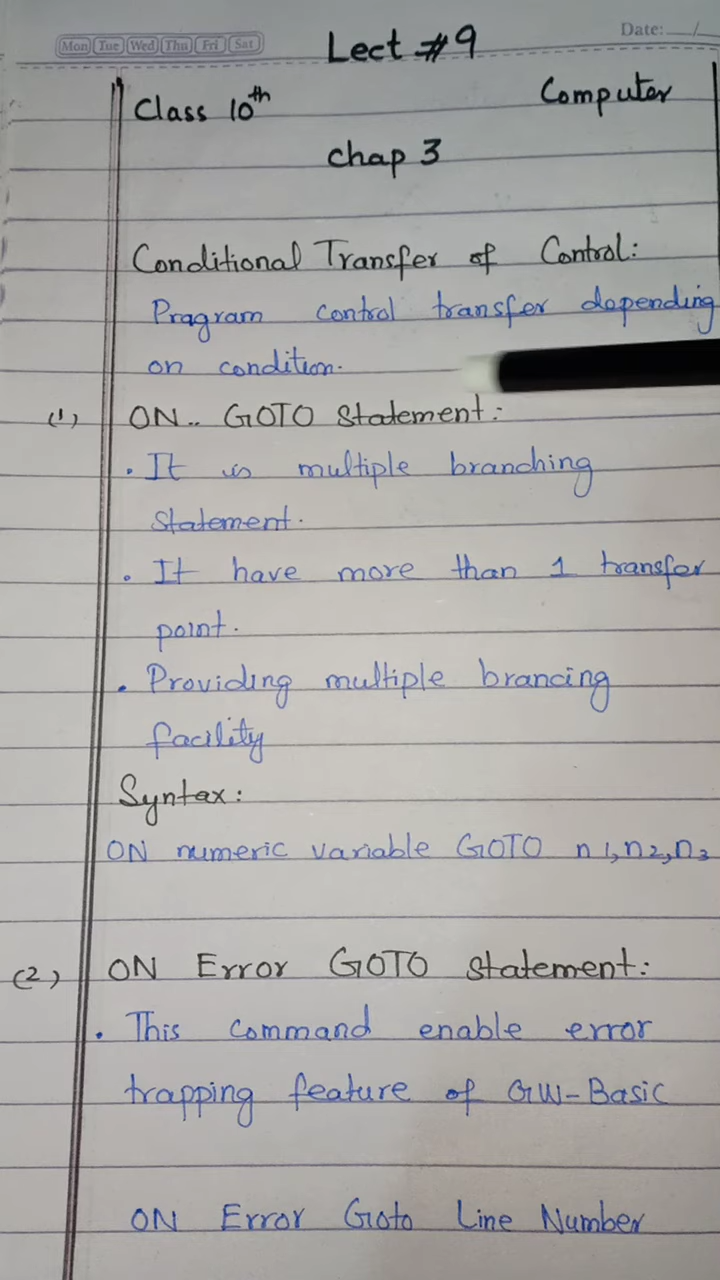 Mon Tue Wed Thu Fri Sat
Date: __/__
Lect #9
Class 10th Computer
Chap 3
Conditional Transfer of Control:
Program control transfer depending
on condition.
(1) ON.. GOTO Statement:
• It is multiple branching
Statement.
• It have more than 1 transfer
point.
• Providing multiple brancing
facility
Syntax:
ON numeric variable GOTO n1,n2,n3
(2) ON Error GOTO Statement:
• This command enable error
trapping feature of GW-Basic
ON Error Goto Line Number